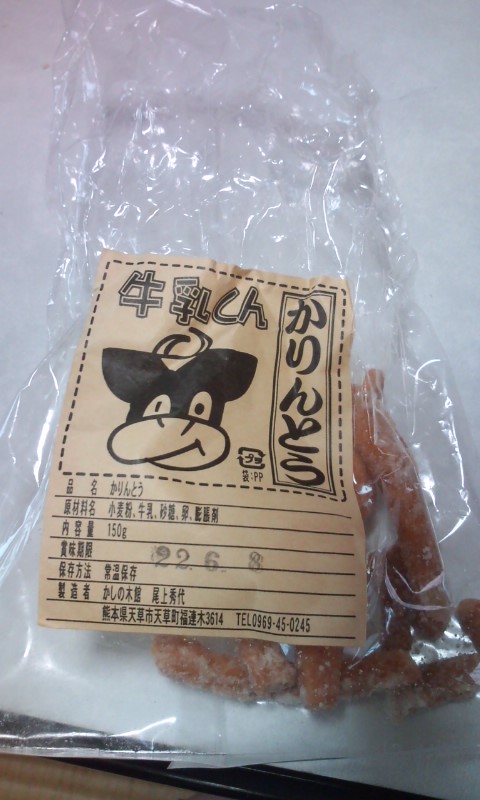 牛乳くん
かりんとう
プラ
袋:PP
品名 かりんとう
原材料名 小麦粉、牛乳、砂糖、卵、膨脹剤
内容量 150g
賞味期限 22.6.8
保存方法 常温保存
製造者 かしの木館 尾上秀代
熊本県天草市天草町福連木3614 TEL0969-45-0245